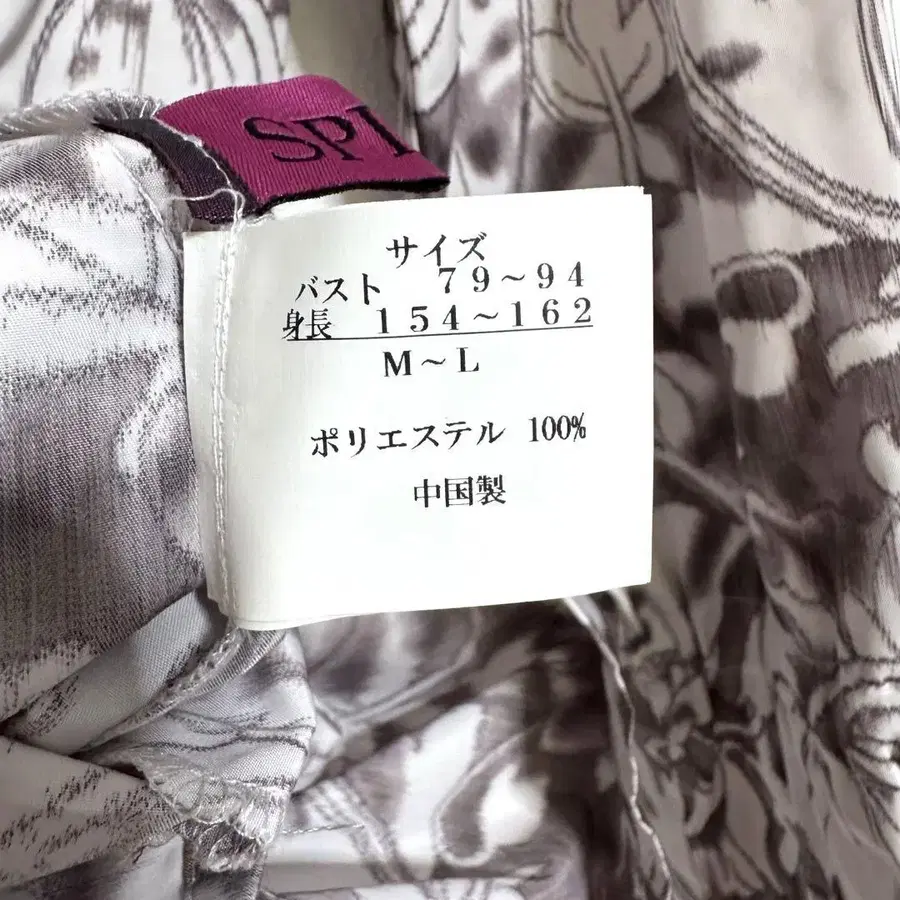 SPI
サイズ
バスト 79～94
身長 154～162
M～L
ポリエステル 100%
中国製